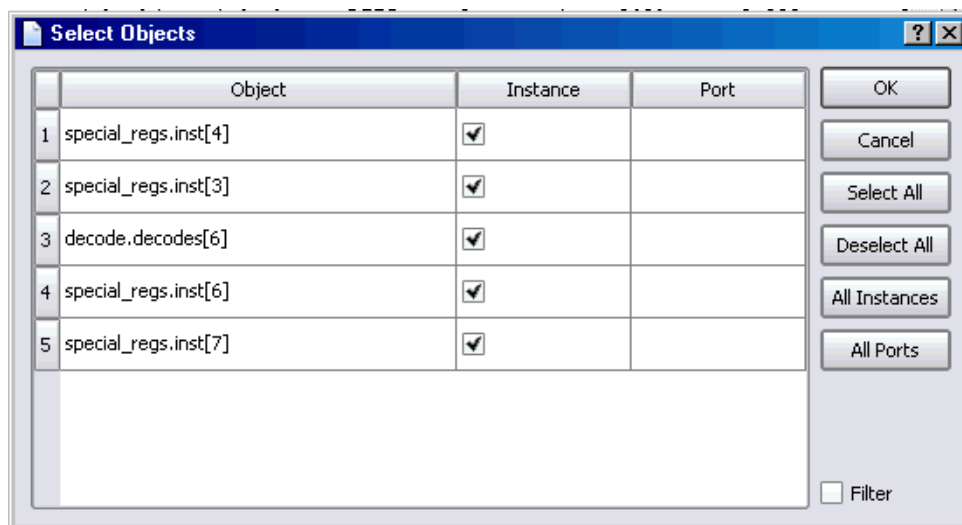 Select Objects
Object Instance Port
1 special_regs.inst[4]
2 special_regs.inst[3]
3 decode.decodes[6]
4 special_regs.inst[6]
5 special_regs.inst[7]
OK
Cancel
Select All
Deselect All
All Instances
All Ports
Filter